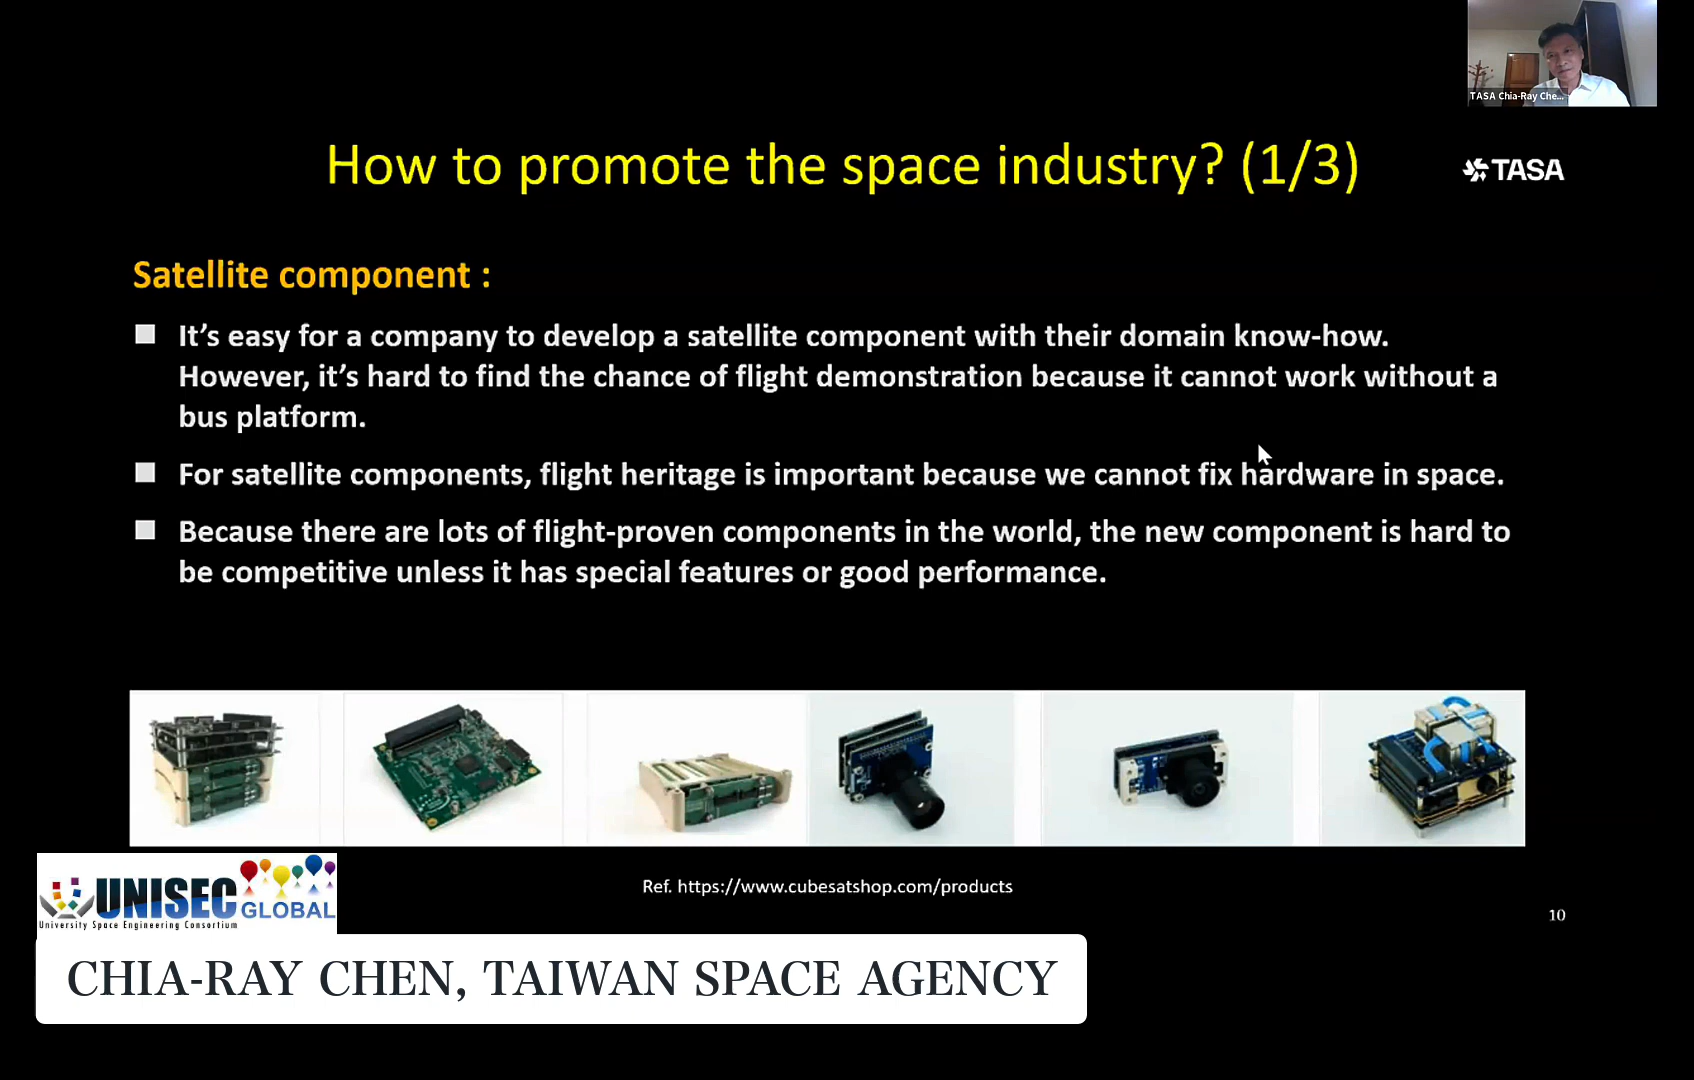 TASA Chia-Ray Che...
How to promote the space industry? (1/3)
TASA
Satellite component :
It’s easy for a company to develop a satellite component with their domain know-how.
However, it’s hard to find the chance of flight demonstration because it cannot work without a
bus platform.
For satellite components, flight heritage is important because we cannot fix hardware in space.
Because there are lots of flight-proven components in the world, the new component is hard to
be competitive unless it has special features or good performance.
Ref. https://www.cubesatshop.com/products
10
UNISEC
GLOBAL
University Space Engineering Consortium
CHIA-RAY CHEN, TAIWAN SPACE AGENCY